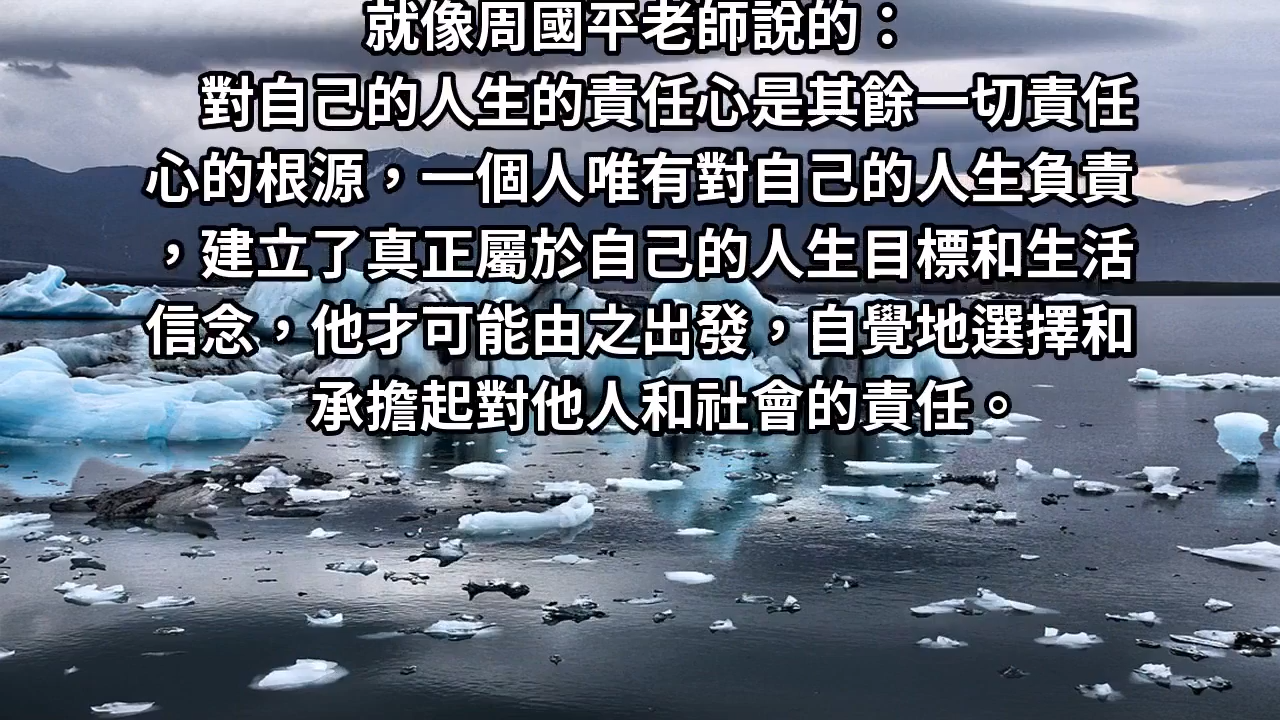 就像周國平老師說的：
對自己的人生的責任心是其餘一切責任
心的根源，一個人唯有對自己的人生負責
，建立了真正屬於自己的人生目標和生活
信念，他才可能由之出發，自覺地選擇和
承擔起對他人和社會的責任。